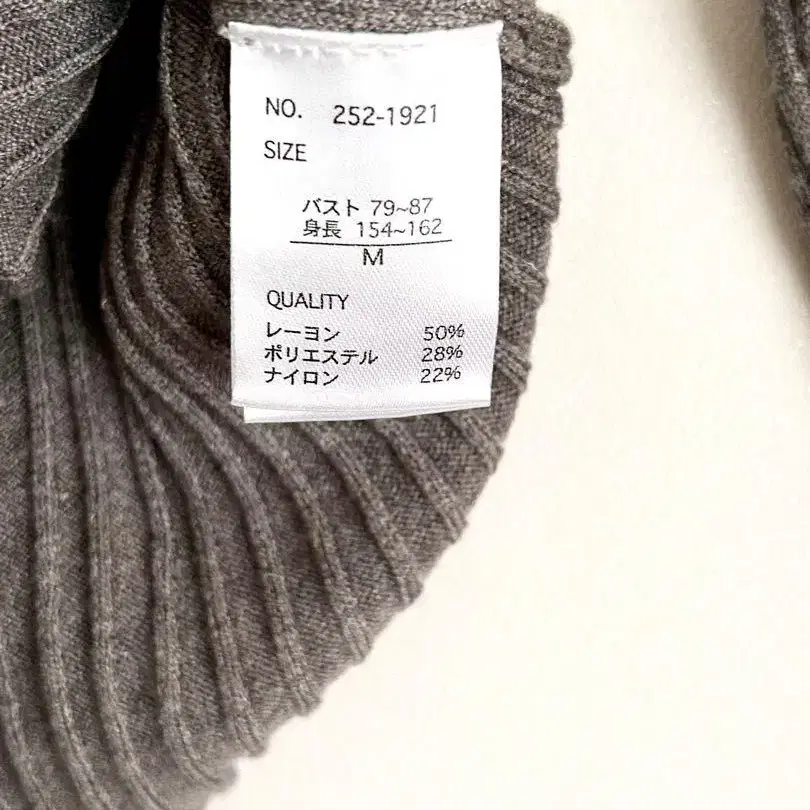 NO. 252-1921
SIZE
バスト 79~87
身長 154~162
M
QUALITY
レーヨン 50%
ポリエステル 28%
ナイロン 22%